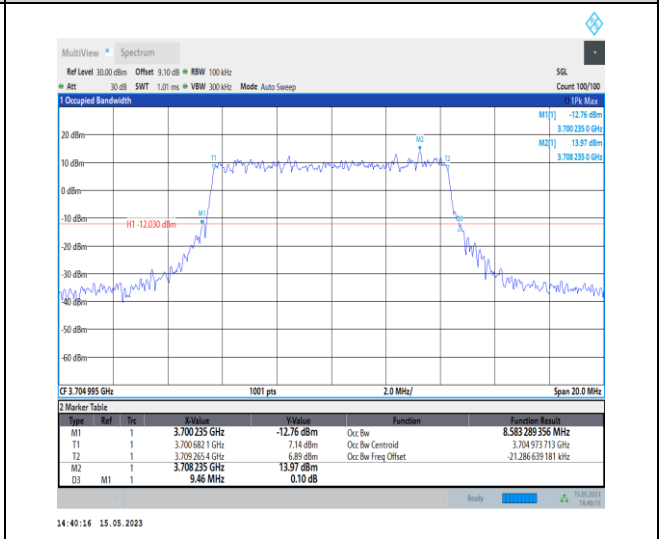 MultiView Spectrum
Ref Level 30.00 dBm Offset 9.10 dB RBW 100 kHz SGL
Att 30 dB SWT 1.01 ms VBW 300 kHz Mode Auto Sweep Count 100/100
1 Occupied Bandwidth 1Pk Max
M1[1] -12.76 dBm
3.700 235 0 GHz
20 dBm
M2[1] 13.97 dBm
3.708 235 0 GHz
M2
10 dBm
T1
T2
0 dBm
-10 dBm
M1
H1 -12.030 dBm
-20 dBm
-30 dBm
-40 dBm
-50 dBm
-60 dBm
CF 3.704 995 GHz 1001 pts 2.0 MHz/ Span 20.0 MHz
2 Marker Table
Type Ref Trc X-Value Y-Value Function Function Result
M1 1 3.700 235 GHz -12.76 dBm Occ Bw 8.583 289 356 MHz
T1 1 3.700 682 1 GHz 7.14 dBm Occ Bw Centroid 3.704 973 713 GHz
T2 1 3.709 265 4 GHz 6.89 dBm Occ Bw Freq Offset -21.286 639 181 kHz
M2 1 3.708 235 GHz 13.97 dBm
D3 M1 1 9.46 MHz 0.10 dB
Ready 15.05.2023
14:40:15
14:40:16 15.05.2023